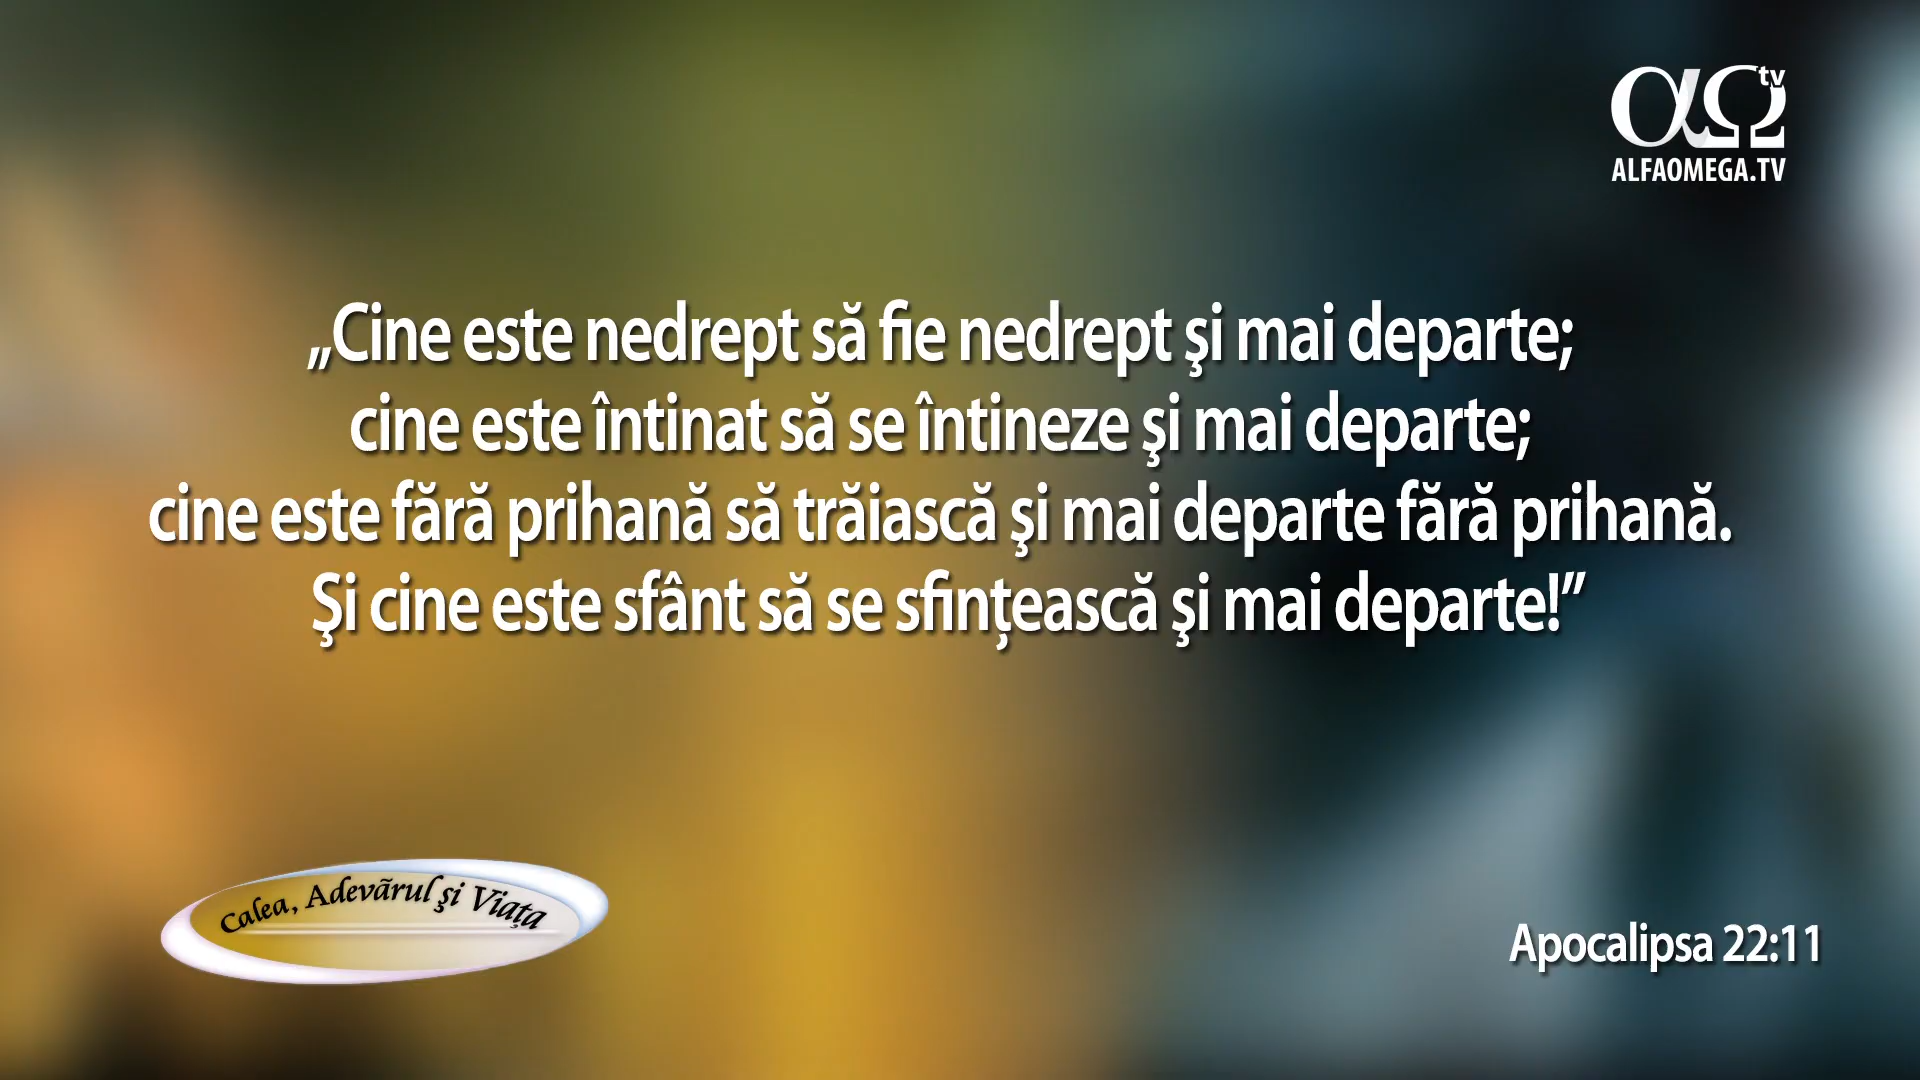 αΩ tv
ALFAOMEGA.TV
„Cine este nedrept să fie nedrept şi mai departe;
cine este întinat să se întineze şi mai departe;
cine este fără prihană să trăiască şi mai departe fără prihană.
Şi cine este sfânt să se sfinţească şi mai departe!”
Calea, Adevãrul şi Viaţa
Apocalipsa 22:11